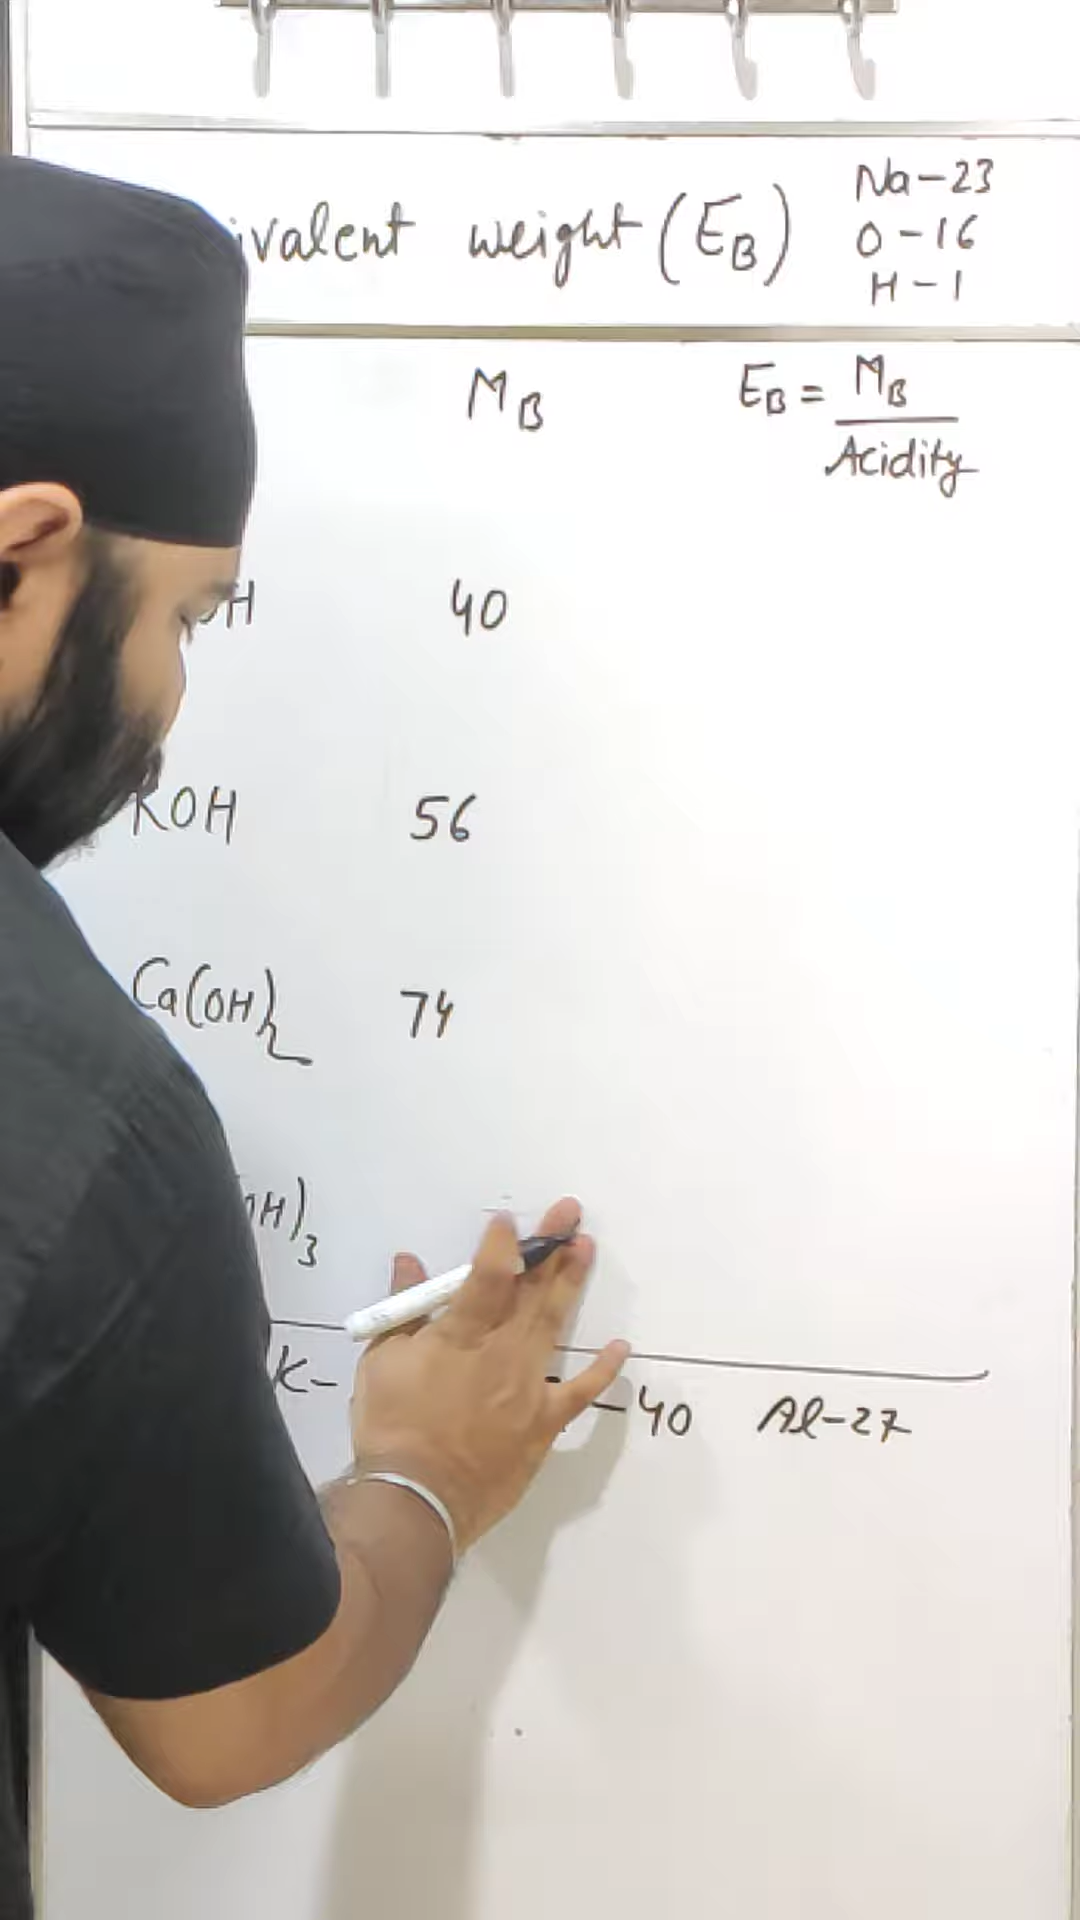 weight (E_B)
Na-23
O-16
H-1
M_B
E_B = M_B / Acidity
40
KOH 56
Ca(OH)2 74
)3
K-
-40 Al-27